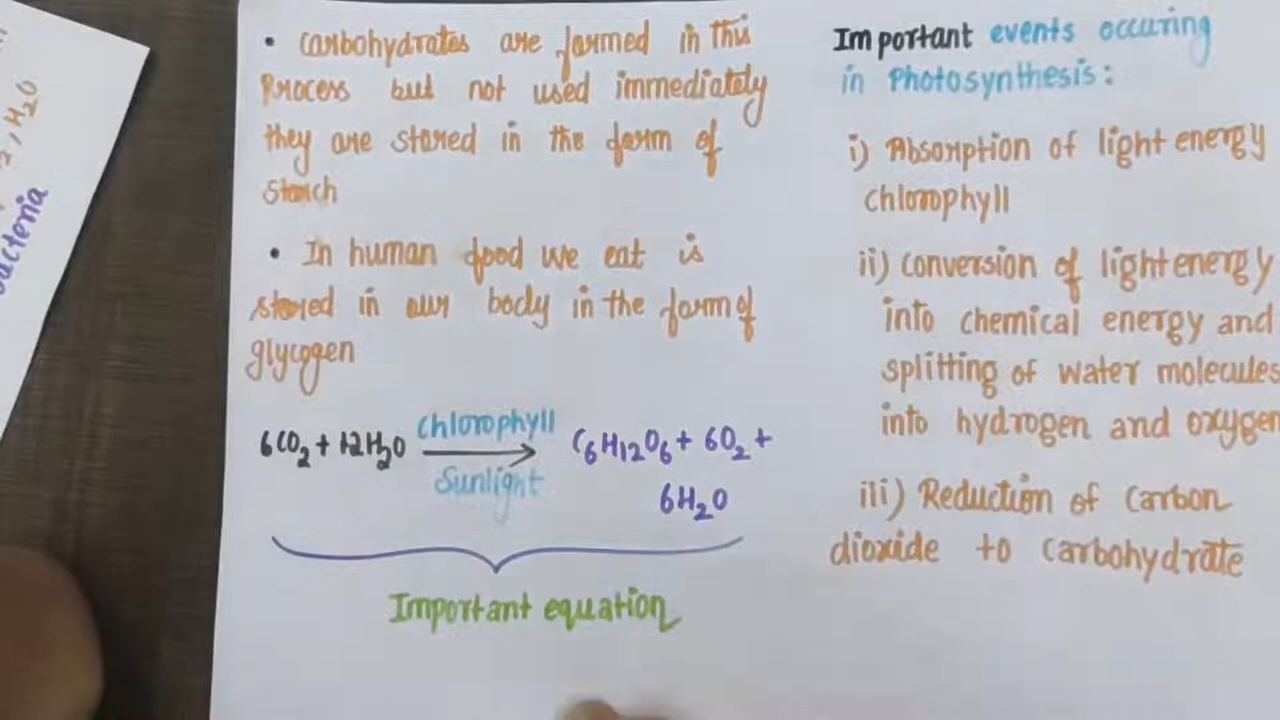 2, H2O
bacteria
• Carbohydrates are formed in this
Process but not used immediately
they are stored in the form of
starch
• In human food we eat is
stored in our body in the form of
glycogen
6CO2 + 12H2O Chlorophyll Sunlight → C6H12O6 + 6O2 +
6H2O
Important equation
Important events occuring
in Photosynthesis:
i) Absorption of light energy
chlorophyll
ii) conversion of light energy
into chemical energy and
splitting of water molecules
into hydrogen and oxygen
iii) Reduction of Carbon
dioxide to Carbohydrate